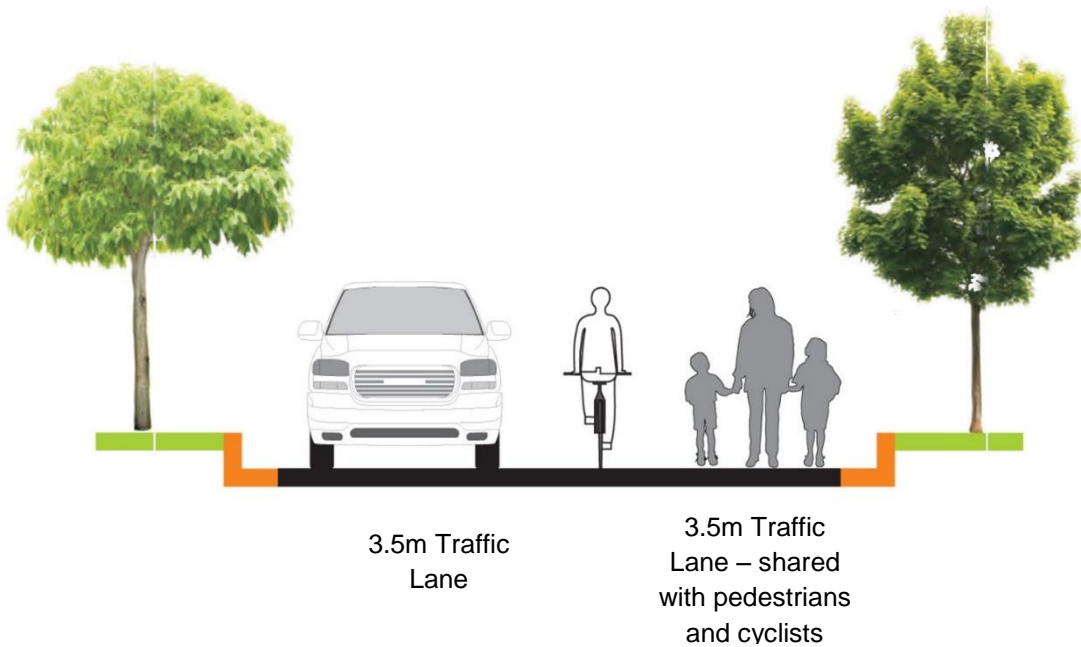 3.5m Traffic
Lane
3.5m Traffic
Lane – shared
with pedestrians
and cyclists